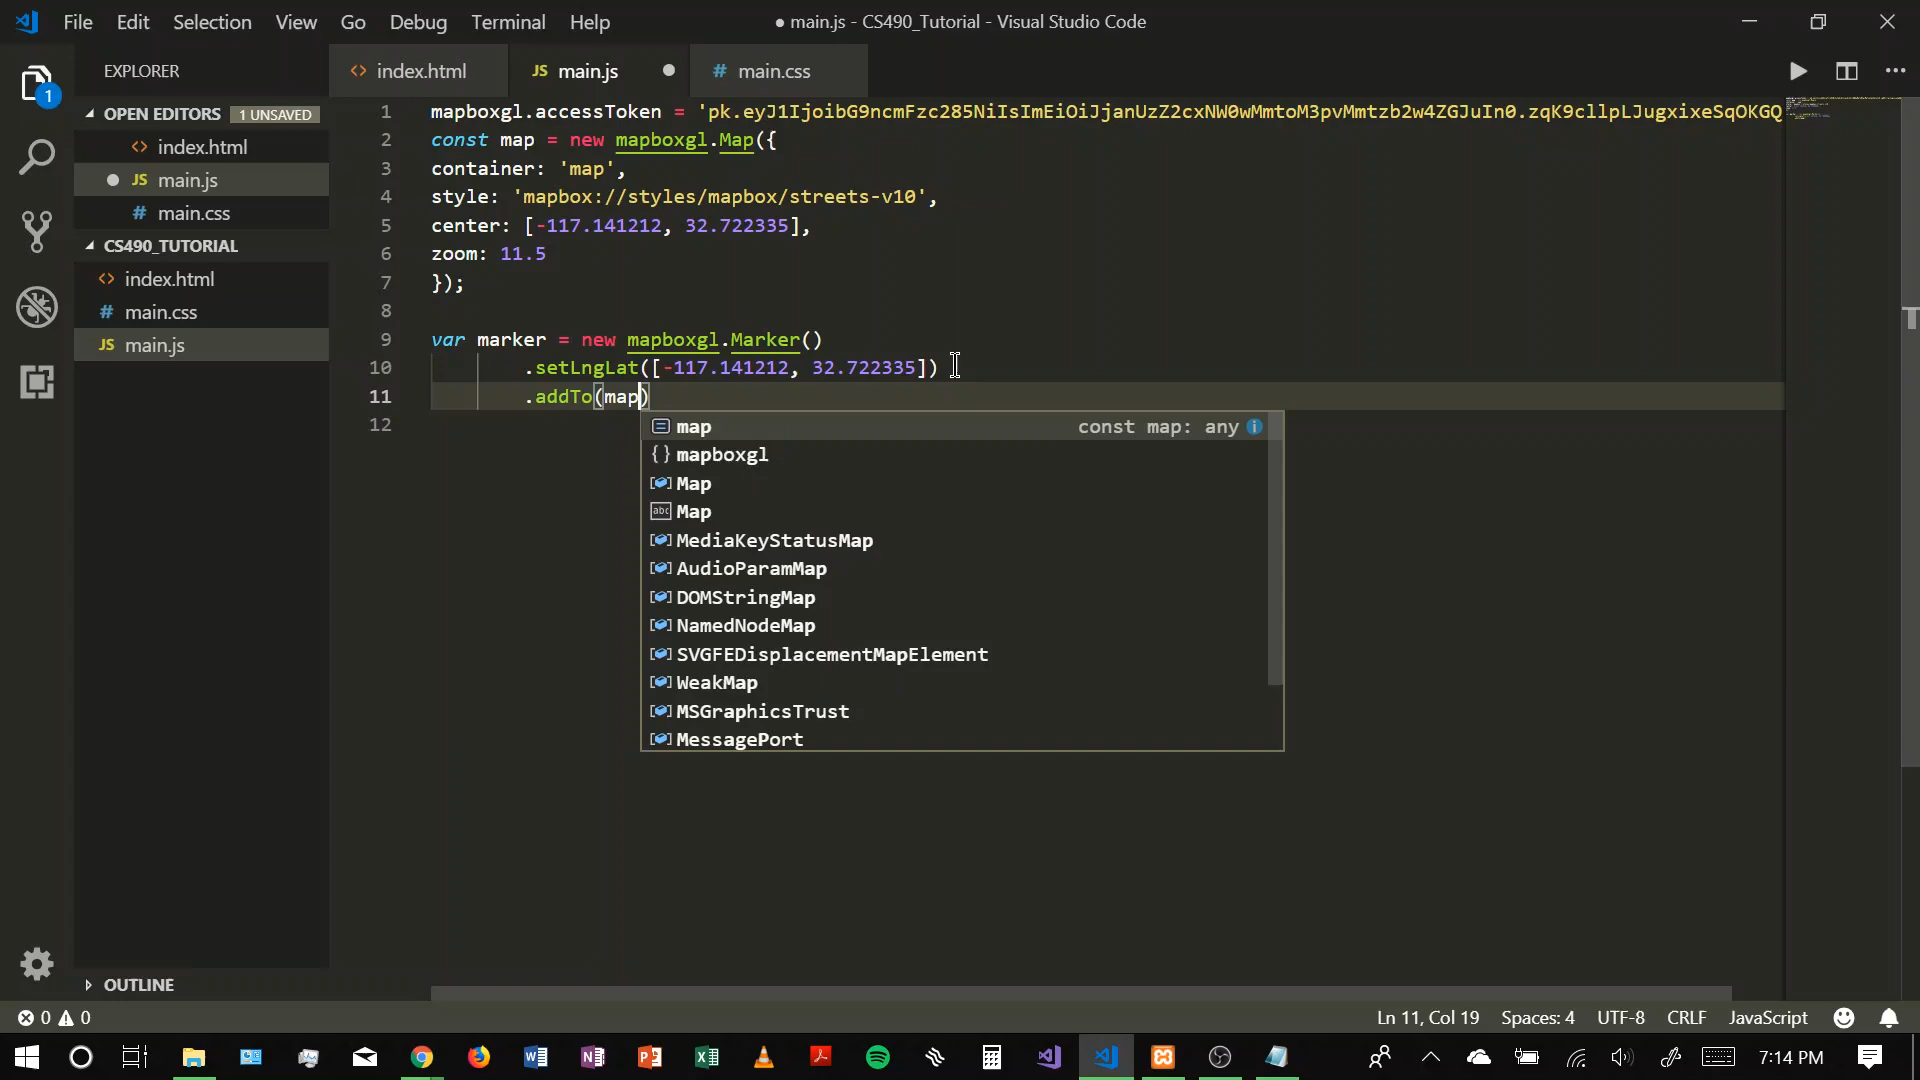 File Edit Selection View Go Debug Terminal Help
● main.js - CS490_Tutorial - Visual Studio Code
EXPLORER
OPEN EDITORS 1 UNSAVED
<> index.html
JS main.js
# main.css
CS490_TUTORIAL
<> index.html
# main.css
JS main.js
OUTLINE
1
<> index.html JS main.js # main.css
1 mapboxgl.accessToken = 'pk.eyJ1IjoibG9ncmFzc285NiIsImEiOiJjanUzZ2cxNW0wMmtoM3pvMmtzb2w4ZGJuIn0.zqK9cllpLJugxixeSqOKGQ
2 const map = new mapboxgl.Map({
3 container: 'map',
4 style: 'mapbox://styles/mapbox/streets-v10',
5 center: [-117.141212, 32.722335],
6 zoom: 11.5
7 });
8
9 var marker = new mapboxgl.Marker()
10 .setLngLat([-117.141212, 32.722335])
11 .addTo(map)
12
map const map: any
{} mapboxgl
Map
abc Map
MediaKeyStatusMap
AudioParamMap
DOMStringMap
NamedNodeMap
SVGFEDisplacementMapElement
WeakMap
MSGraphicsTrust
MessagePort
0 0 Ln 11, Col 19 Spaces: 4 UTF-8 CRLF JavaScript
7:14 PM